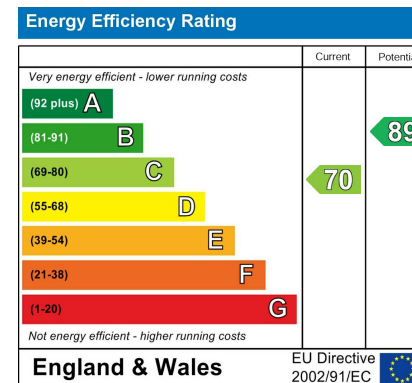 Energy Efficiency Rating
Current Potenti
Very energy efficient - lower running costs
(92 plus) A
(81-91) B
(69-80) C
(55-68) D
(39-54) E
(21-38) F
(1-20) G
70
89
Not energy efficient - higher running costs
England & Wales
EU Directive
2002/91/EC